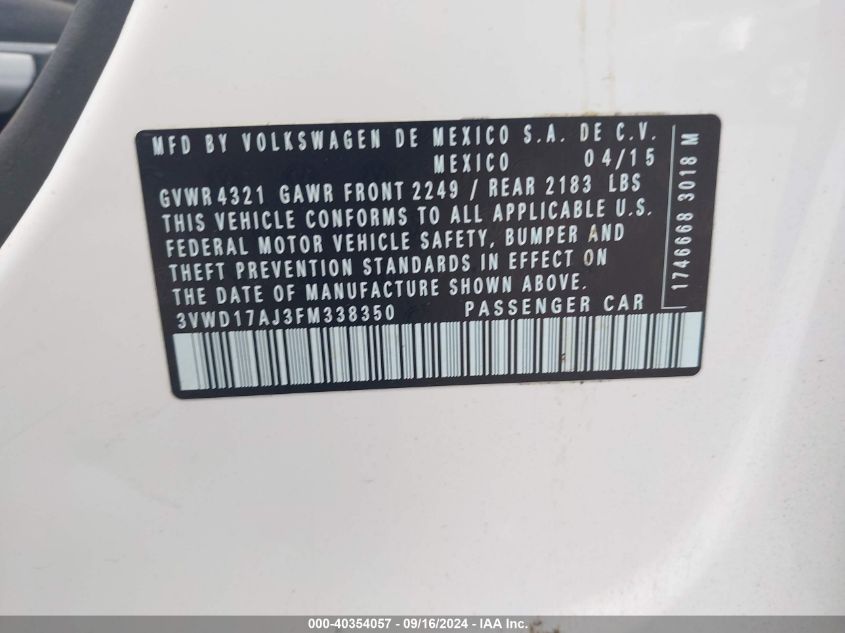 MFD BY VOLKSWAGEN DE MEXICO S.A. DE C.V.
MEXICO 04/15
GVWR 4321 GAWR FRONT 2249 / REAR 2183 LBS
THIS VEHICLE CONFORMS TO ALL APPLICABLE U.S.
FEDERAL MOTOR VEHICLE SAFETY, BUMPER AND
THEFT PREVENTION STANDARDS IN EFFECT ON
THE DATE OF MANUFACTURE SHOWN ABOVE.
3VWD17AJ3FM338350 PASSENGER CAR
1746668 3018 M
000-40354057 - 09/16/2024 - IAA Inc.